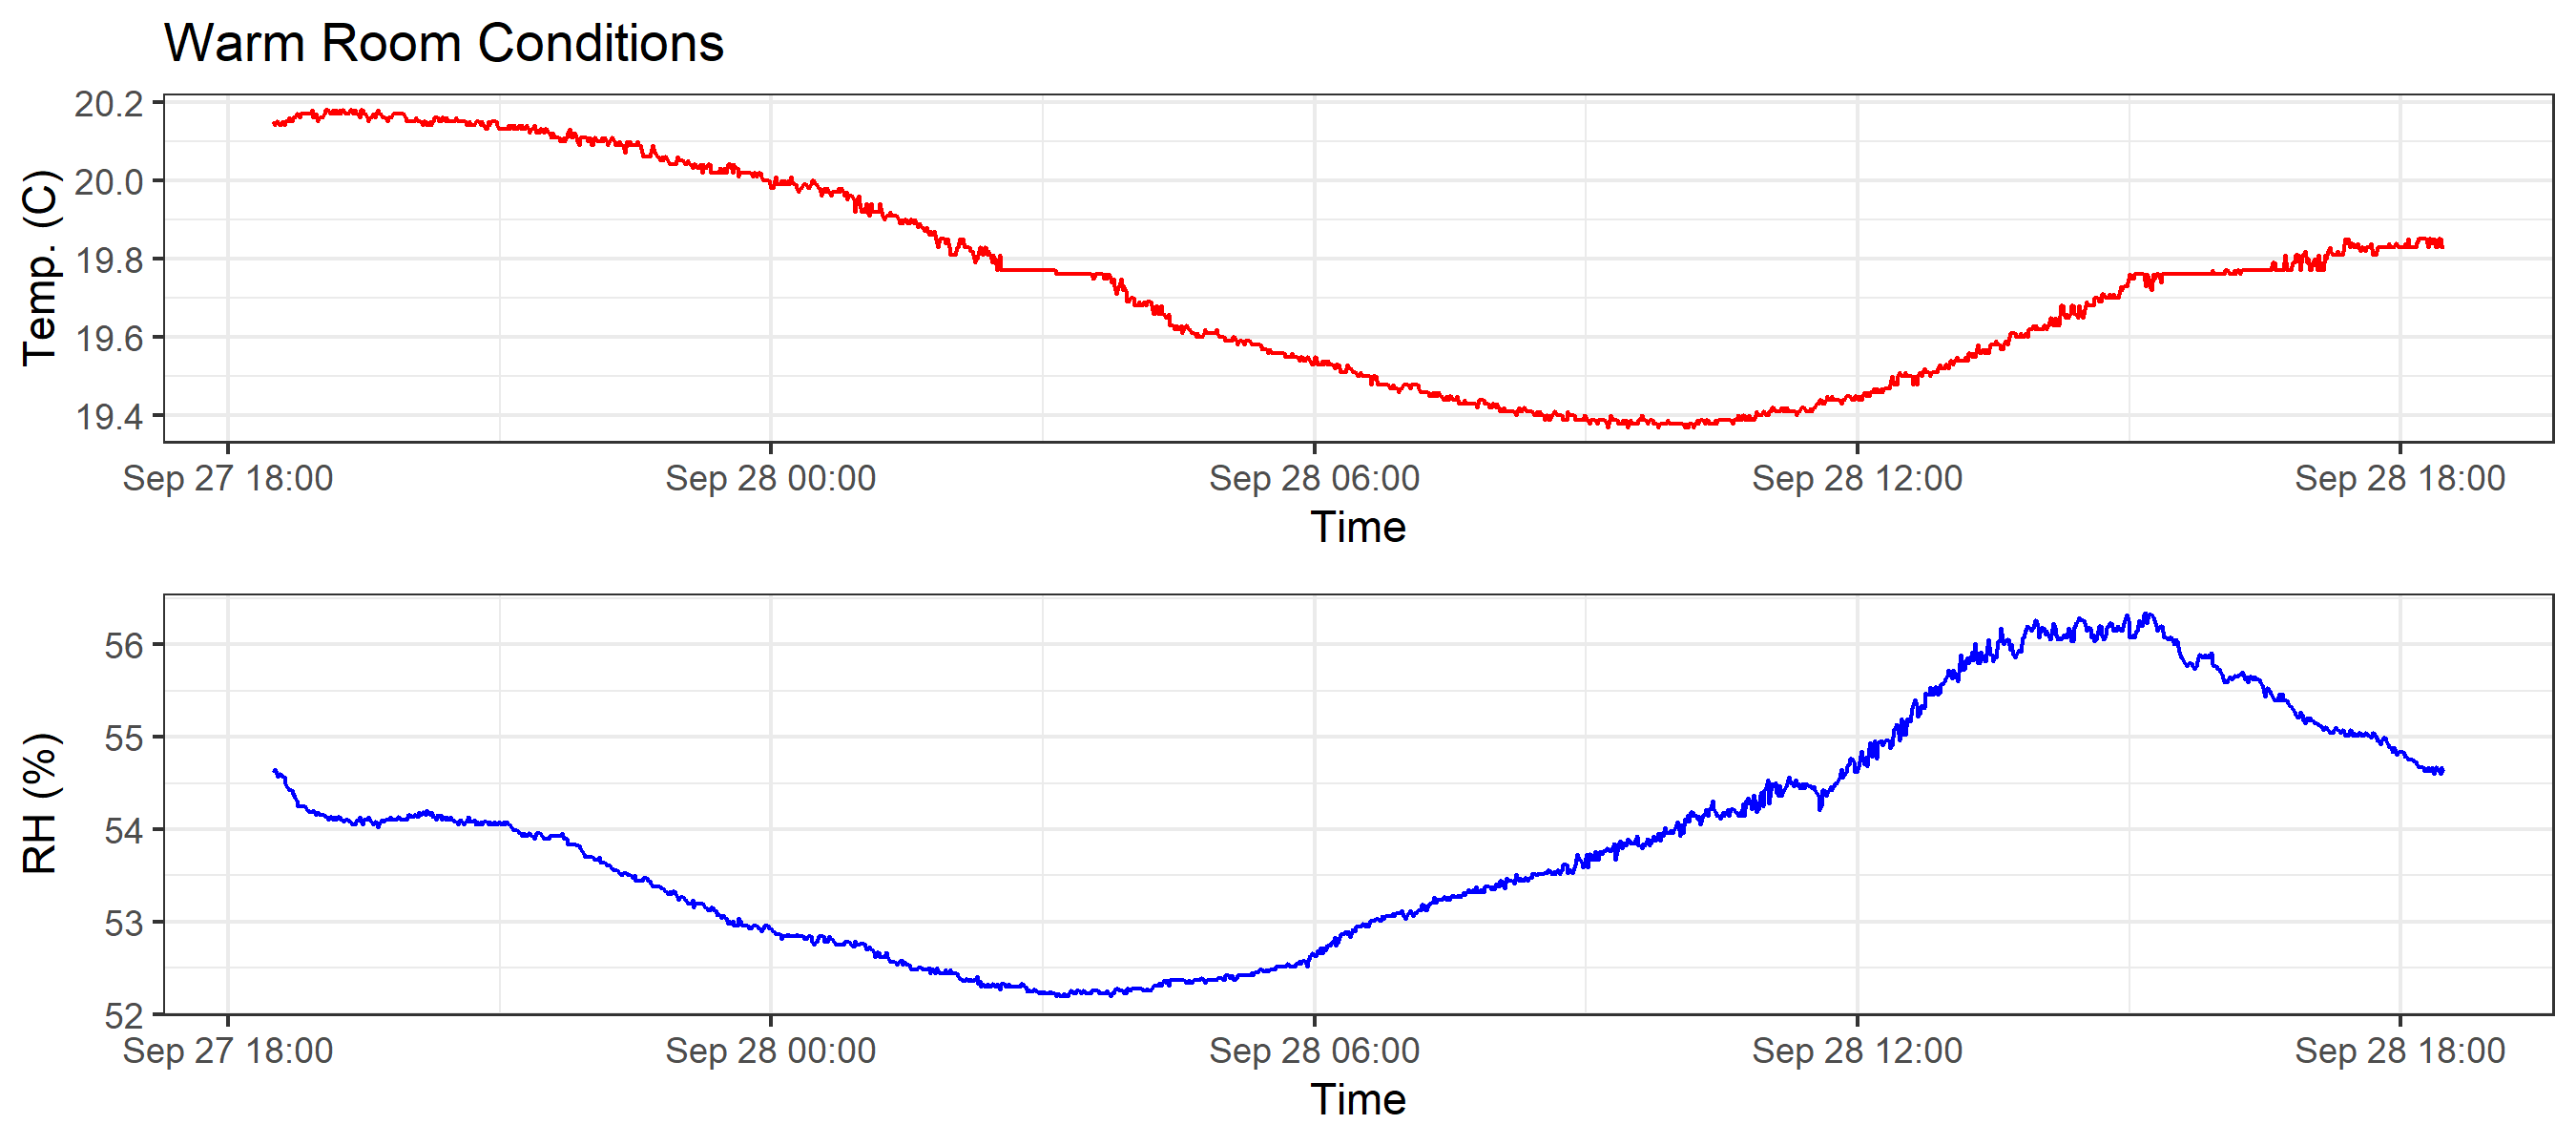 Warm Room Conditions
Temp. (C)
20.2
20.0
19.8
19.6
19.4
Sep 27 18:00 Sep 28 00:00 Sep 28 06:00 Sep 28 12:00 Sep 28 18:00
Time
RH (%)
56
55
54
53
52
Sep 27 18:00 Sep 28 00:00 Sep 28 06:00 Sep 28 12:00 Sep 28 18:00
Time